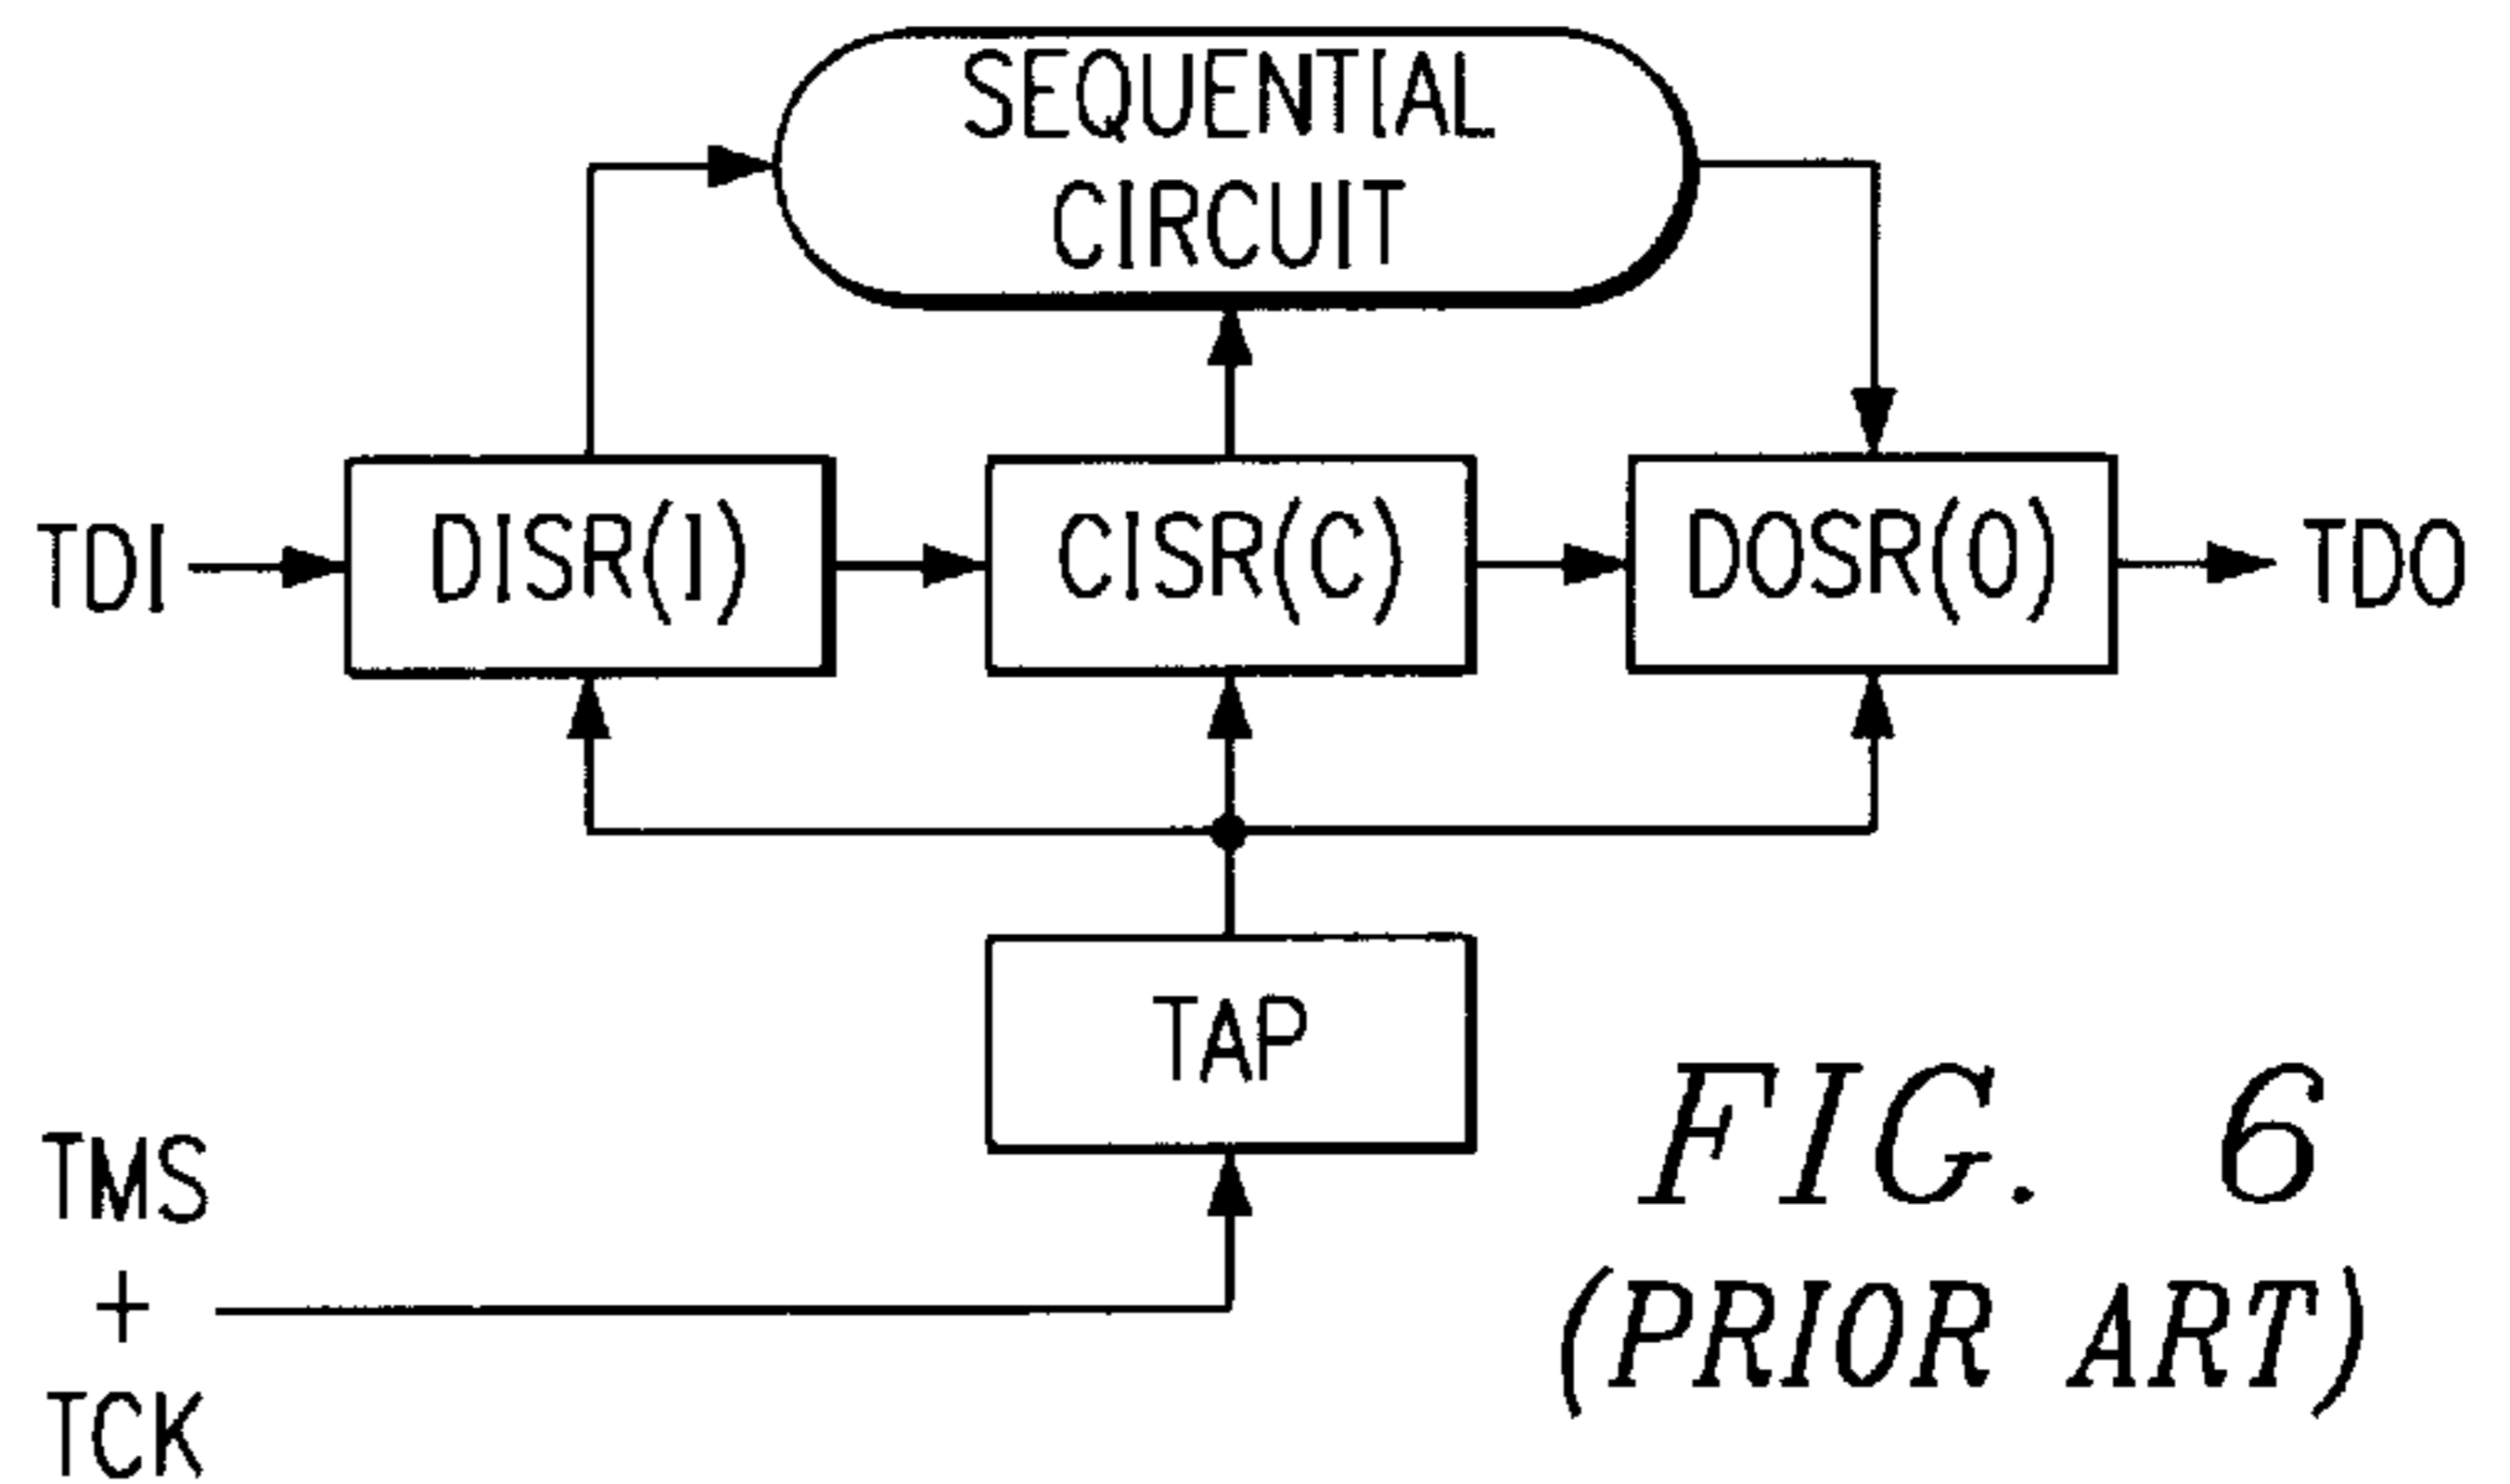 SEQUENTIAL
CIRCUIT
TDI
DISR(I)
CISR(C)
DOSR(O)
TDO
TAP
TMS
+
TCK
FIG. 6
(PRIOR ART)